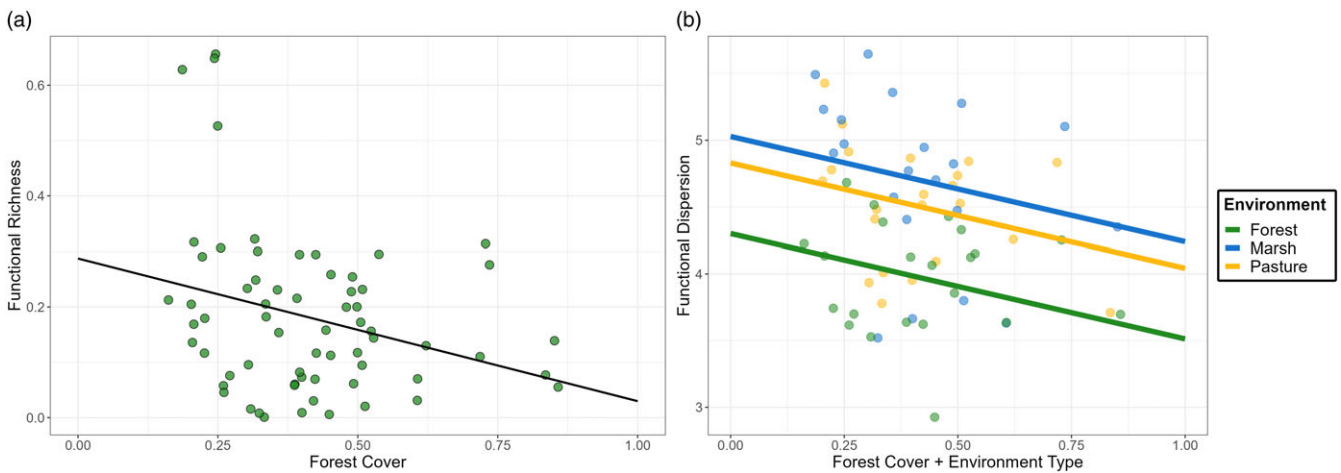 (a)
Functional Richness
0.6
0.4
0.2
0.0
0.00 0.25 0.50 0.75 1.00
Forest Cover
(b)
Functional Dispersion
5
4
3
0.00 0.25 0.50 0.75 1.00
Forest Cover + Environment Type
Environment
Forest
Marsh
Pasture